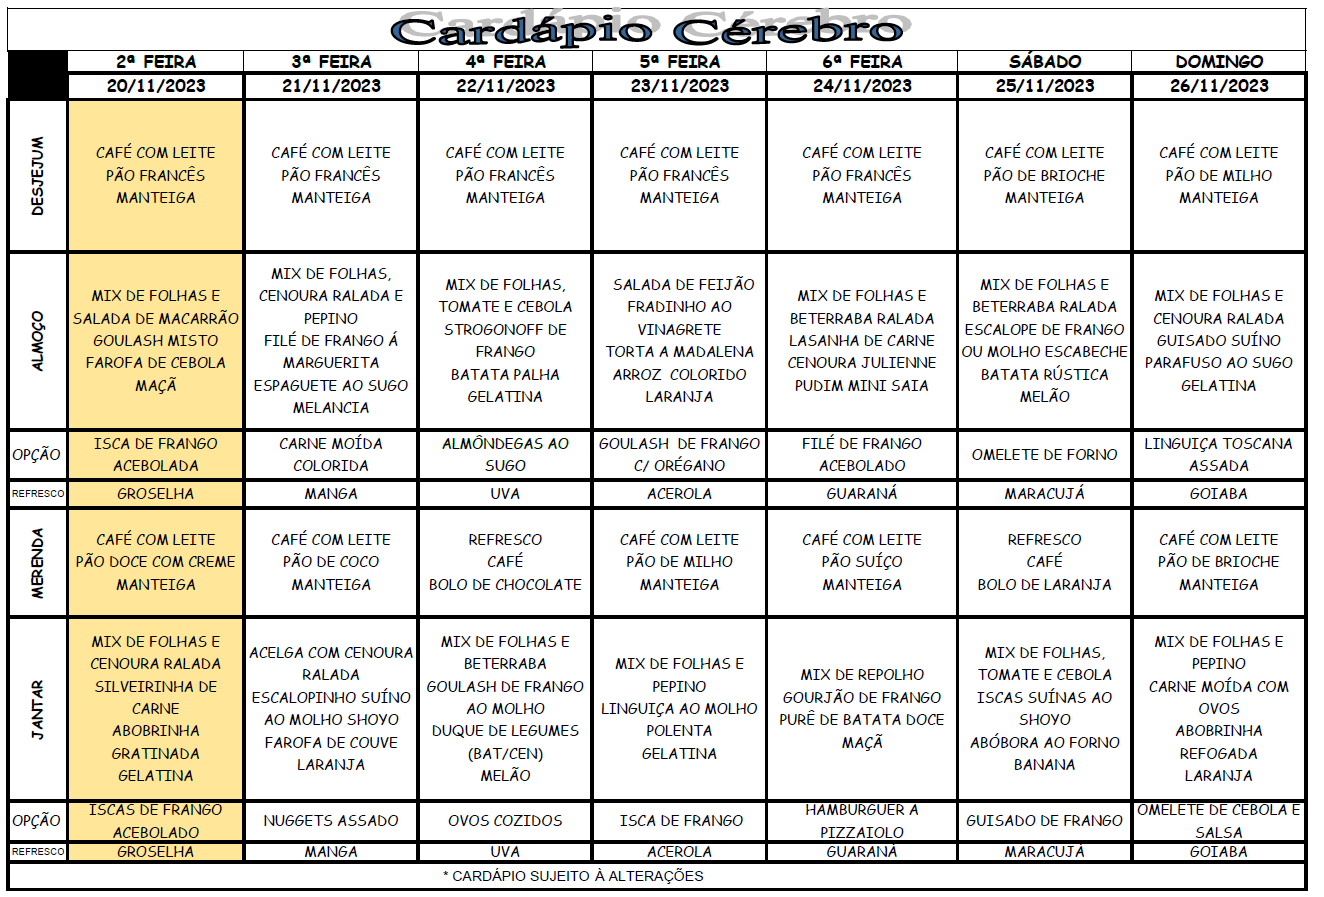 Cardápio Cérebro
2ª FEIRA 3ª FEIRA 4ª FEIRA 5ª FEIRA 6ª FEIRA SÁBADO DOMINGO
20/11/2023 21/11/2023 22/11/2023 23/11/2023 24/11/2023 25/11/2023 26/11/2023
DESJEJUM
CAFÉ COM LEITE
PÃO FRANCÊS
MANTEIGA
CAFÉ COM LEITE
PÃO FRANCÊS
MANTEIGA
CAFÉ COM LEITE
PÃO FRANCÊS
MANTEIGA
CAFÉ COM LEITE
PÃO FRANCÊS
MANTEIGA
CAFÉ COM LEITE
PÃO FRANCÊS
MANTEIGA
CAFÉ COM LEITE
PÃO DE BRIOCHE
MANTEIGA
CAFÉ COM LEITE
PÃO DE MILHO
MANTEIGA
ALMOÇO
MIX DE FOLHAS E
SALADA DE MACARRÃO
GOULASH MISTO
FAROFA DE CEBOLA
MAÇÃ
MIX DE FOLHAS,
CENOURA RALADA E
PEPINO
FILÉ DE FRANGO Á
MARGUERITA
ESPAGUETE AO SUGO
MELANCIA
MIX DE FOLHAS,
TOMATE E CEBOLA
STROGONOFF DE
FRANGO
BATATA PALHA
GELATINA
SALADA DE FEIJÃO
FRADINHO AO
VINAGRETE
TORTA A MADALENA
ARROZ COLORIDO
LARANJA
MIX DE FOLHAS E
BETERRABA RALADA
LASANHA DE CARNE
CENOURA JULIENNE
PUDIM MINI SAIA
MIX DE FOLHAS E
BETERRABA RALADA
ESCALOPE DE FRANGO
OU MOLHO ESCABECHE
BATATA RÚSTICA
MELÃO
MIX DE FOLHAS E
CENOURA RALADA
GUISADO SUÍNO
PARAFUSO AO SUGO
GELATINA
OPÇÃO
ISCA DE FRANGO
ACEBOLADA
CARNE MOÍDA
COLORIDA
ALMÔNDEGAS AO
SUGO
GOULASH DE FRANGO
C/ ORÉGANO
FILÉ DE FRANGO
ACEBOLADO
OMELETE DE FORNO
LINGUIÇA TOSCANA
ASSADA
REFRESCO GROSELHA MANGA UVA ACEROLA GUARANÁ MARACUJÁ GOIABA
MERENDA
CAFÉ COM LEITE
PÃO DOCE COM CREME
MANTEIGA
CAFÉ COM LEITE
PÃO DE COCO
MANTEIGA
REFRESCO
CAFÉ
BOLO DE CHOCOLATE
CAFÉ COM LEITE
PÃO DE MILHO
MANTEIGA
CAFÉ COM LEITE
PÃO SUÍÇO
MANTEIGA
REFRESCO
CAFÉ
BOLO DE LARANJA
CAFÉ COM LEITE
PÃO DE BRIOCHE
MANTEIGA
JANTAR
MIX DE FOLHAS E
CENOURA RALADA
SILVEIRINHA DE
CARNE
ABOBRINHA
GRATINADA
GELATINA
ACELGA COM CENOURA
RALADA
ESCALOPINHO SUÍNO
AO MOLHO SHOYO
FAROFA DE COUVE
LARANJA
MIX DE FOLHAS E
BETERRABA
GOULASH DE FRANGO
AO MOLHO
DUQUE DE LEGUMES
(BAT/CEN)
MELÃO
MIX DE FOLHAS E
PEPINO
LINGUIÇA AO MOLHO
POLENTA
GELATINA
MIX DE REPOLHO
GOURJÃO DE FRANGO
PURÊ DE BATATA DOCE
MAÇÃ
MIX DE FOLHAS,
TOMATE E CEBOLA
ISCAS SUÍNAS AO
SHOYO
ABÓBORA AO FORNO
BANANA
MIX DE FOLHAS E
PEPINO
CARNE MOÍDA COM
OVOS
ABOBRINHA
REFOGADA
LARANJA
OPÇÃO
ISCAS DE FRANGO
ACEBOLADO
NUGGETS ASSADO
OVOS COZIDOS
ISCA DE FRANGO
HAMBURGUER A
PIZZAIOLO
GUISADO DE FRANGO
OMELETE DE CEBOLA E
SALSA
REFRESCO GROSELHA MANGA UVA ACEROLA GUARANÁ MARACUJÁ GOIABA
* CARDÁPIO SUJEITO À ALTERAÇÕES